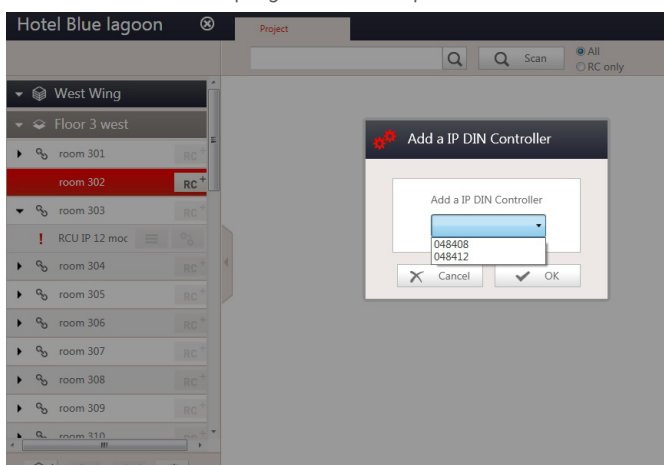 Hotel Blue lagoon
Project
Scan
All
RC only
West Wing
Floor 3 west
room 301 RC+
room 302 RC+
room 303 RC+
RCU IP 12 moc
room 304 RC+
room 305 RC+
room 306 RC+
room 307 RC+
room 308 RC+
room 309 RC+
room 310
Add a IP DIN Controller
Add a IP DIN Controller
048408
048412
Cancel OK